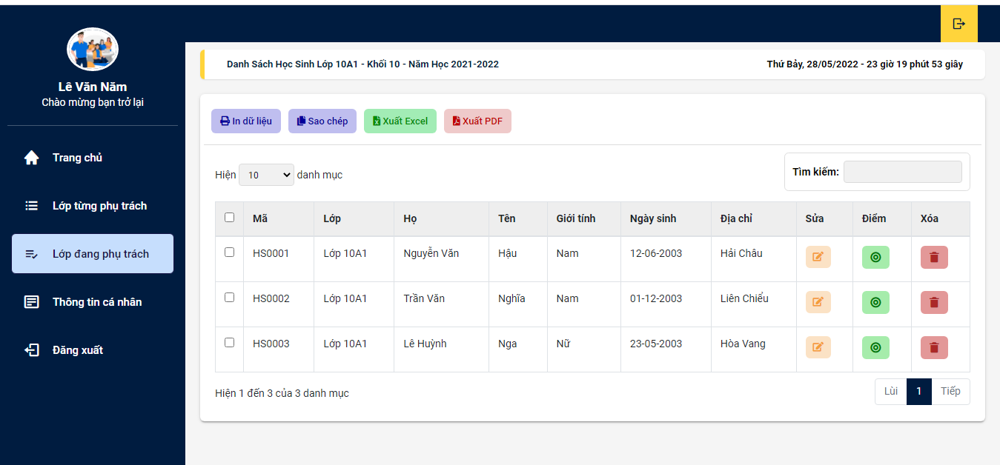 Lê Văn Năm
Chào mừng bạn trở lại
Trang chủ
Lớp từng phụ trách
Lớp đang phụ trách
Thông tin cá nhân
Đăng xuất
Danh Sách Học Sinh Lớp 10A1 - Khối 10 - Năm Học 2021-2022
Thứ Bảy, 28/05/2022 - 23 giờ 19 phút 53 giây
In dữ liệu Sao chép Xuất Excel Xuất PDF
Hiện 10 danh mục
Tìm kiếm:
Mã Lớp Họ Tên Giới tính Ngày sinh Địa chỉ Sửa Điểm Xóa
HS0001 Lớp 10A1 Nguyễn Văn Hậu Nam 12-06-2003 Hải Châu
HS0002 Lớp 10A1 Trần Văn Nghĩa Nam 01-12-2003 Liên Chiểu
HS0003 Lớp 10A1 Lê Huỳnh Nga Nữ 23-05-2003 Hòa Vang
Hiện 1 đến 3 của 3 danh mục
Lùi 1 Tiếp